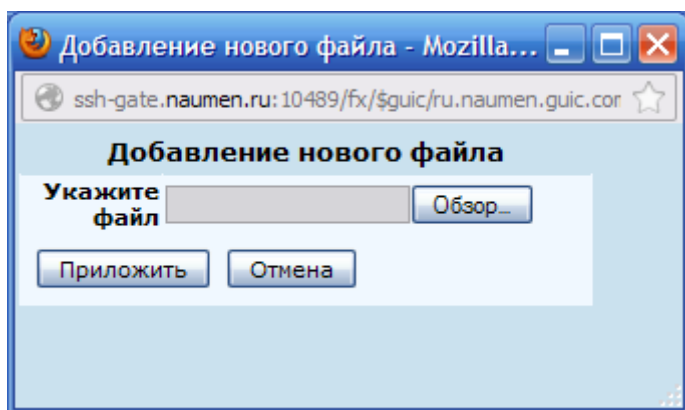 Добавление нового файла - Mozilla...
ssh-gate.naumen.ru:10489/fx/$guic/ru.naumen.guic.cor
Добавление нового файла
Укажите
файл
Обзор...
Приложить
Отмена